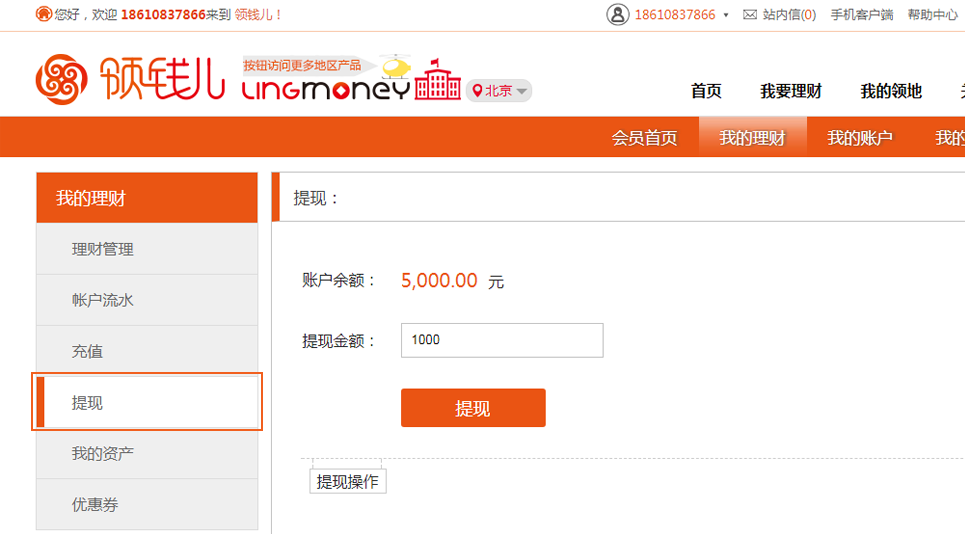 您好，欢迎 18610837866来到 领钱儿！
18610837866 站内信(0) 手机客户端 帮助中心
领钱儿
按钮访问更多地区产品
LINGMONEY
北京
首页 我要理财 我的领地
会员首页 我的理财 我的账户 我的
我的理财
理财管理
帐户流水
充值
提现
我的资产
优惠券
提现：
账户余额： 5,000.00 元
提现金额： 1000
提现
提现操作